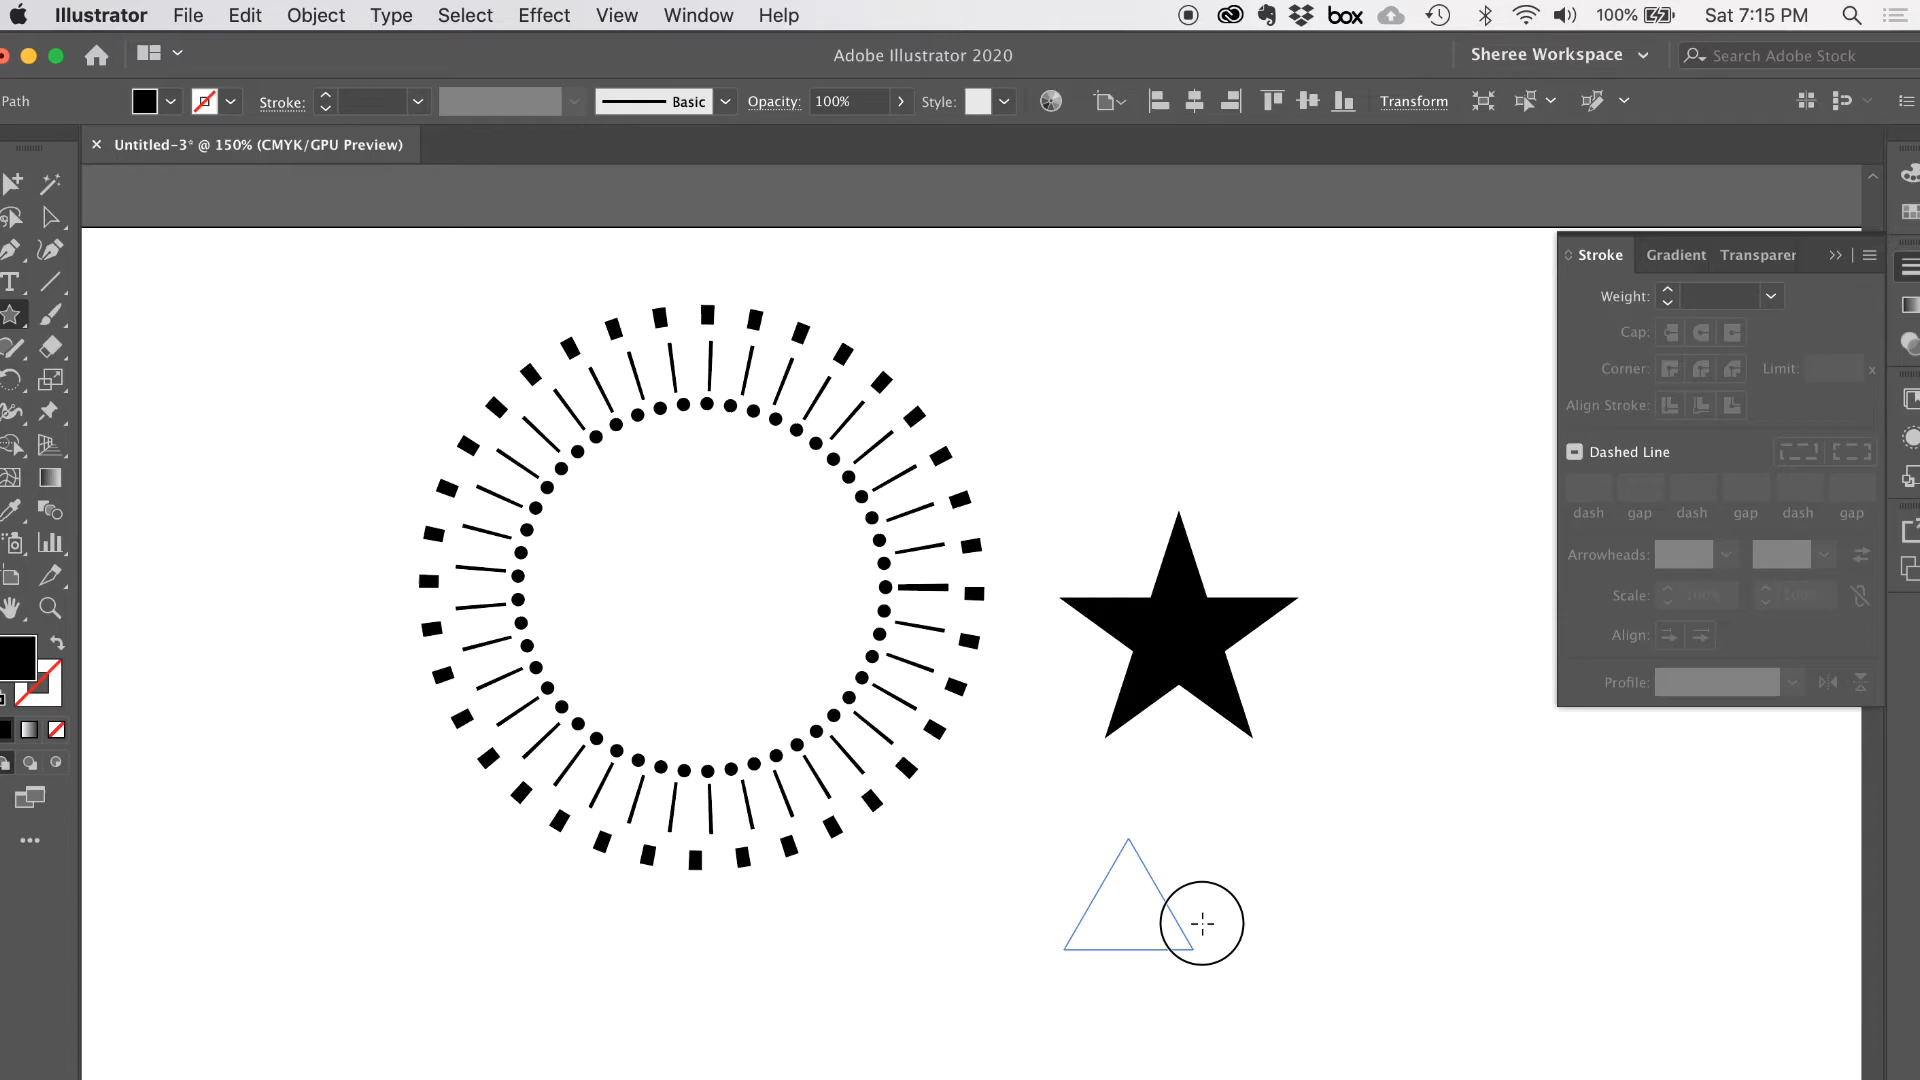 Illustrator File Edit Object Type Select Effect View Window Help box 100% Sat 7:15 PM
Adobe Illustrator 2020 Sheree Workspace Search Adobe Stock
Path Stroke: Basic Opacity: 100% Style: Transform
× Untitled-3* @ 150% (CMYK/GPU Preview)
Stroke Gradient Transparer
Weight:
Cap:
Corner: Limit: x
Align Stroke:
Dashed Line
dash gap dash gap dash gap
Arrowheads:
Scale: 100% 100%
Align:
Profile: